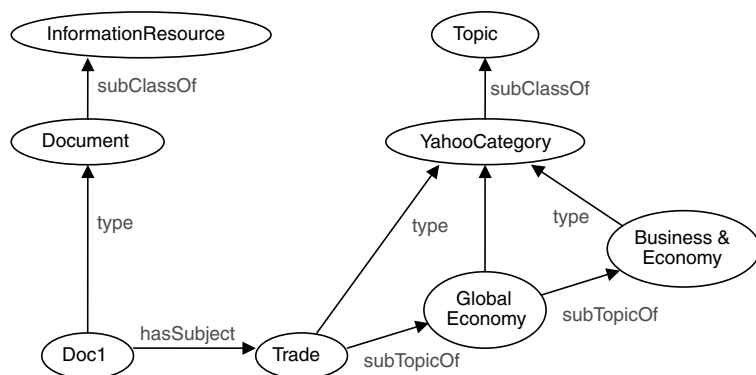 InformationResource
Topic
subClassOf
subClassOf
Document
YahooCategory
type
type
type
Business &
Economy
Global
Economy
hasSubject
subTopicOf
Doc1
Trade
subTopicOf